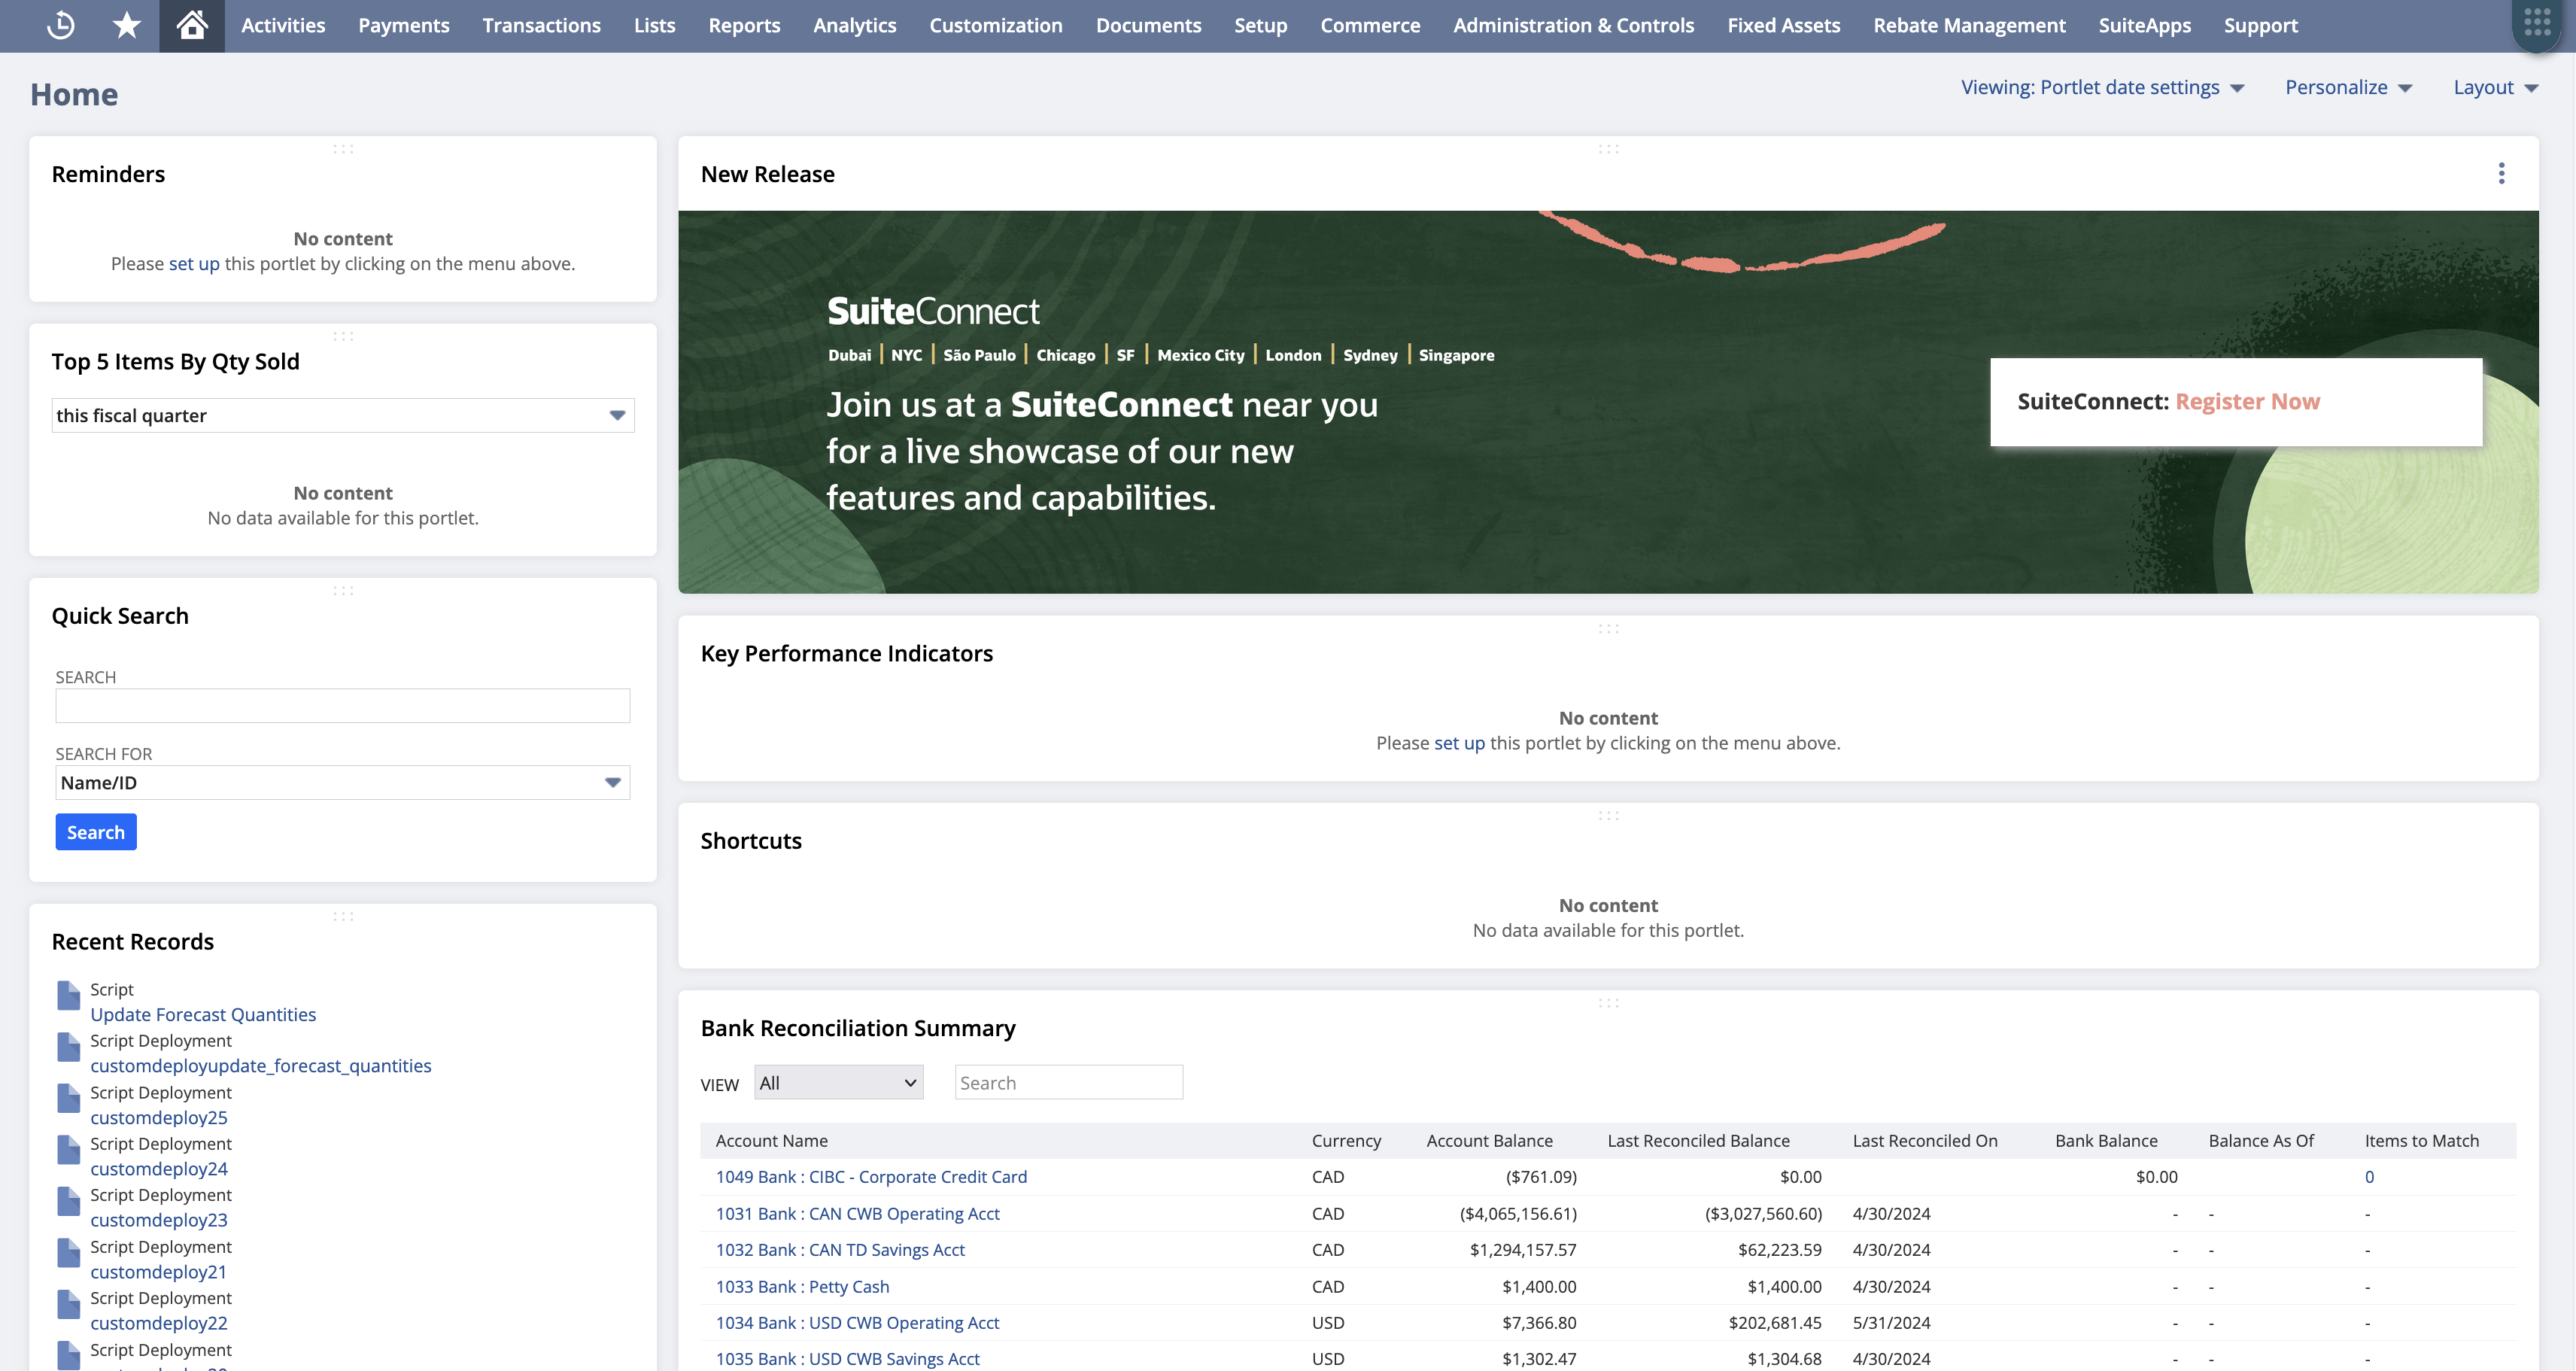 Activities Payments Transactions Lists Reports Analytics Customization Documents Setup Commerce Administration & Controls Fixed Assets Rebate Management SuiteApps Support
Home
Viewing: Portlet date settings Personalize Layout
Reminders
No content
Please set up this portlet by clicking on the menu above.
Top 5 Items By Qty Sold
this fiscal quarter
No content
No data available for this portlet.
Quick Search
SEARCH
SEARCH FOR
Name/ID
Search
Recent Records
Script
Update Forecast Quantities
Script Deployment
customdeployupdate_forecast_quantities
Script Deployment
customdeploy25
Script Deployment
customdeploy24
Script Deployment
customdeploy23
Script Deployment
customdeploy21
Script Deployment
customdeploy22
Script Deployment
New Release
SuiteConnect
Dubai | NYC | São Paulo | Chicago | SF | Mexico City | London | Sydney | Singapore
Join us at a SuiteConnect near you
for a live showcase of our new
features and capabilities.
SuiteConnect: Register Now
Key Performance Indicators
No content
Please set up this portlet by clicking on the menu above.
Shortcuts
No content
No data available for this portlet.
Bank Reconciliation Summary
VIEW All Search
Account Name Currency Account Balance Last Reconciled Balance Last Reconciled On Bank Balance Balance As Of Items to Match
1049 Bank : CIBC - Corporate Credit Card CAD ($761.09) $0.00 $0.00 0
1031 Bank : CAN CWB Operating Acct CAD ($4,065,156.61) ($3,027,560.60) 4/30/2024 - - -
1032 Bank : CAN TD Savings Acct CAD $1,294,157.57 $62,223.59 4/30/2024 - - -
1033 Bank : Petty Cash CAD $1,400.00 $1,400.00 4/30/2024 - - -
1034 Bank : USD CWB Operating Acct USD $7,366.80 $202,681.45 5/31/2024 - - -
1035 Bank : USD CWB Savings Acct USD $1,302.47 $1,304.68 4/30/2024 - - -